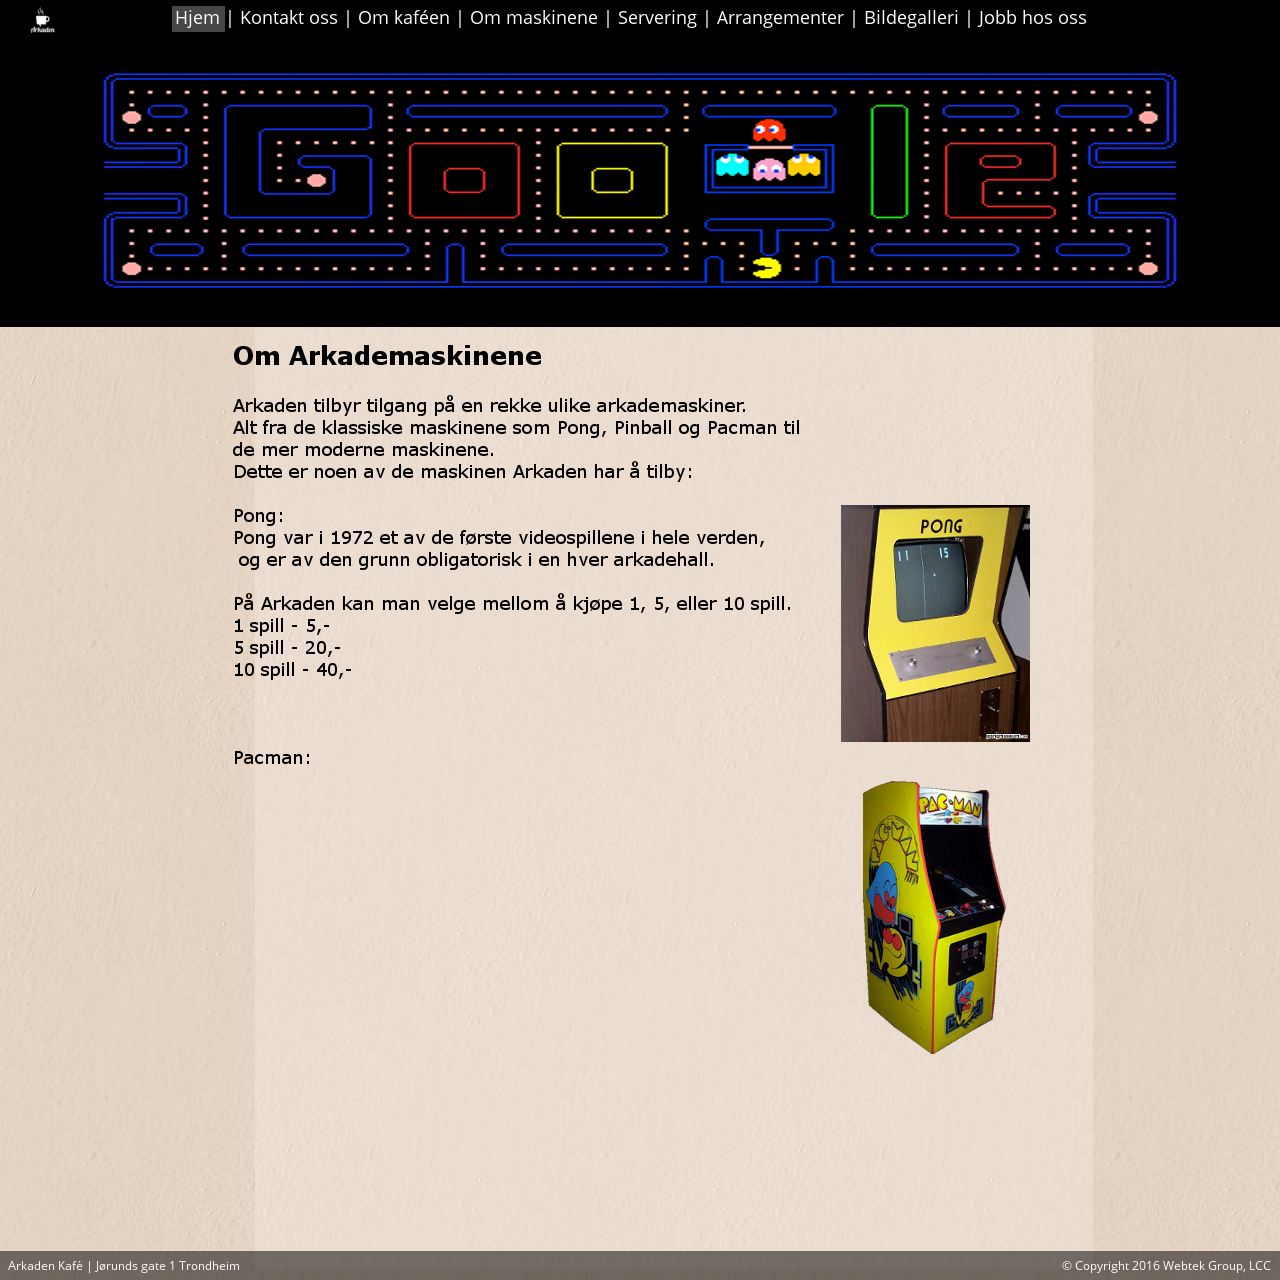 Arkaden
Hjem | Kontakt oss | Om kaféen | Om maskinene | Servering | Arrangementer | Bildegalleri | Jobb hos oss
Google
Om Arkademaskinene
Arkaden tilbyr tilgang på en rekke ulike arkademaskiner.
Alt fra de klassiske maskinene som Pong, Pinball og Pacman til
de mer moderne maskinene.
Dette er noen av de maskinen Arkaden har å tilby:
Pong:
Pong var i 1972 et av de første videospillene i hele verden,
og er av den grunn obligatorisk i en hver arkadehall.
På Arkaden kan man velge mellom å kjøpe 1, 5, eller 10 spill.
1 spill - 5,-
5 spill - 20,-
10 spill - 40,-
PONG
11 15
Pacman:
PAC-MAN
PAC-MAN
Arkaden Kafé | Jørunds gate 1 Trondheim
© Copyright 2016 Webtek Group, LCC